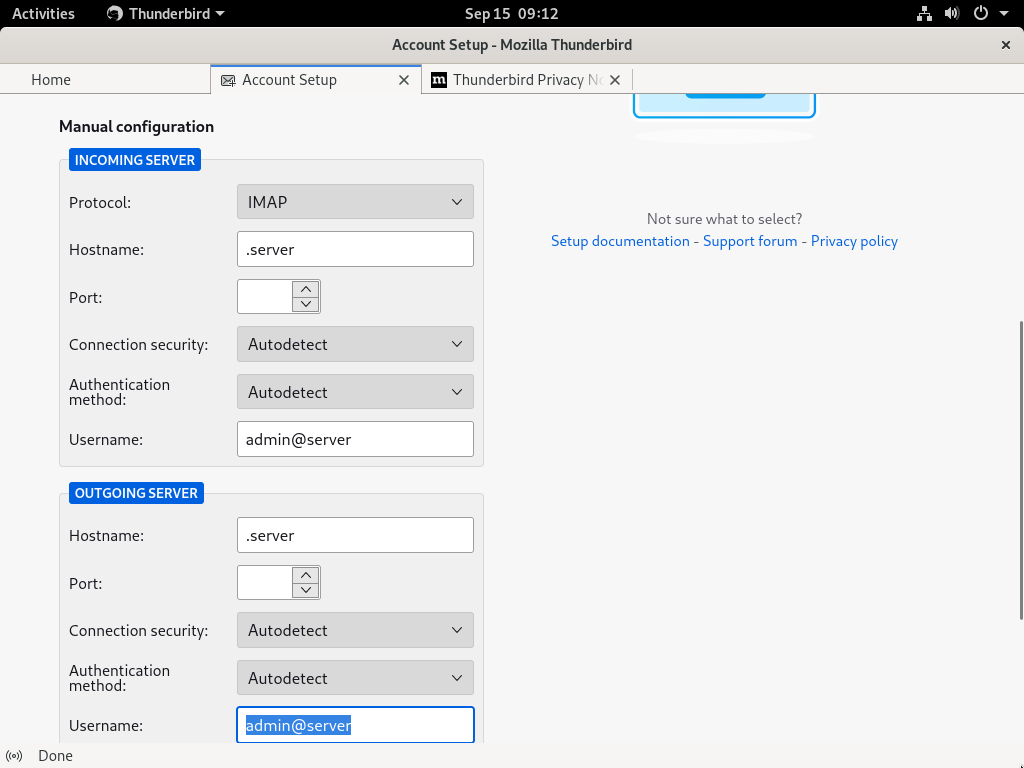 Activities
Thunderbird
Sep 15 09:12
Account Setup - Mozilla Thunderbird
Home
Account Setup
Thunderbird Privacy No
Manual configuration
INCOMING SERVER
Protocol:
IMAP
Hostname:
.server
Port:
Connection security:
Autodetect
Authentication
method:
Autodetect
Username:
admin@server
OUTGOING SERVER
Hostname:
.server
Port:
Connection security:
Autodetect
Authentication
method:
Autodetect
Username:
admin@server
Not sure what to select?
Setup documentation - Support forum - Privacy policy
Done